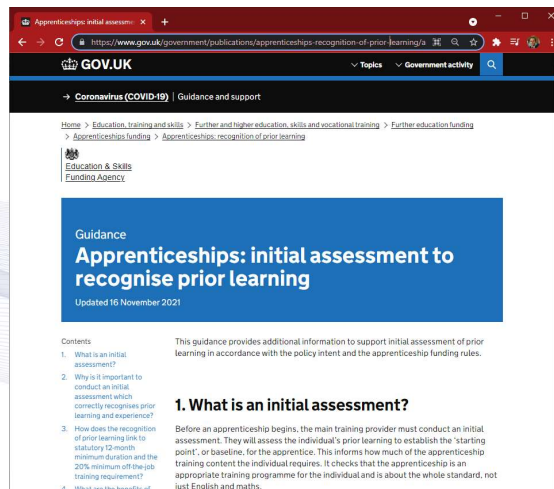 Apprenticeships: initial assessme
https://www.gov.uk/government/publications/apprenticeships-recognition-of-prior-learning/a
GOV.UK
Topics
Government activity
→ Coronavirus (COVID-19) | Guidance and support
Home > Education, training and skills > Further and higher education, skills and vocational training > Further education funding
> Apprenticeships funding > Apprenticeships: recognition of prior learning
Education & Skills
Funding Agency
Guidance
Apprenticeships: initial assessment to
recognise prior learning
Updated 16 November 2021
Contents
1. What is an initial
assessment?
2. Why is it important to
conduct an initial
assessment which
correctly recognises prior
learning and experience?
3. How does the recognition
of prior learning link to
statutory 12-month
minimum duration and the
20% minimum off-the-job
training requirement?
4. What are the benefits of
This guidance provides additional information to support initial assessment of prior
learning in accordance with the policy intent and the apprenticeship funding rules.
1. What is an initial assessment?
Before an apprenticeship begins, the main training provider must conduct an initial
assessment. They will assess the individual's prior learning to establish the 'starting
point', or baseline, for the apprentice. This informs how much of the apprenticeship
training content the individual requires. It checks that the apprenticeship is an
appropriate training programme for the individual and is about the whole standard, not
just English and maths.